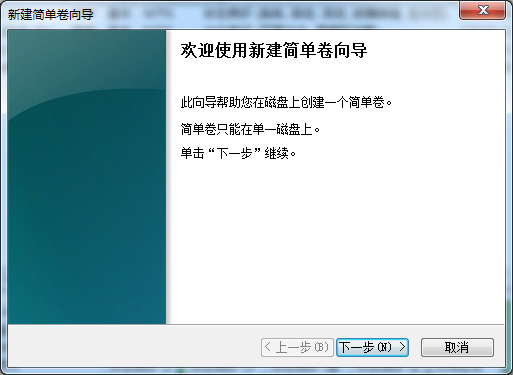 新建简单卷向导
欢迎使用新建简单卷向导
此向导帮助您在磁盘上创建一个简单卷。
简单卷只能在单一磁盘上。
单击“下一步”继续。
< 上一步(B) 下一步(N) > 取消